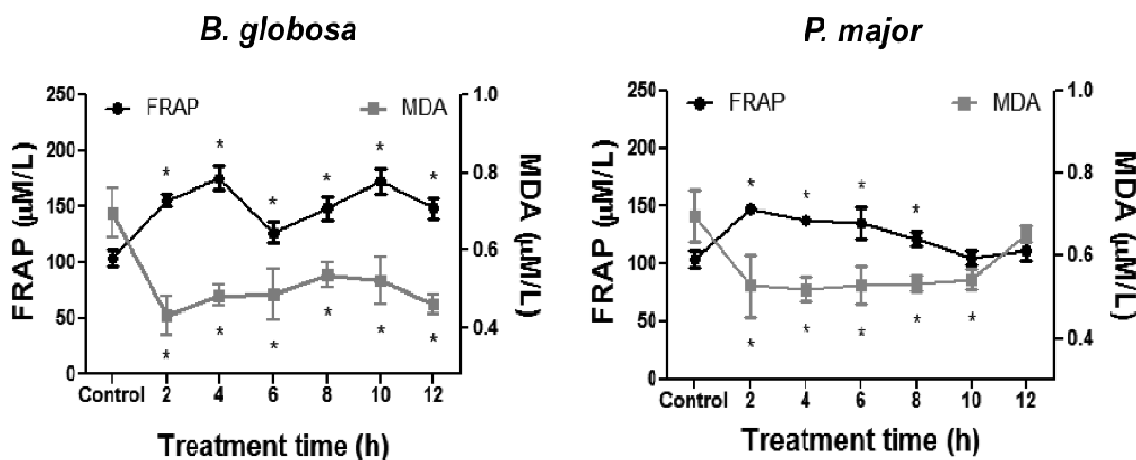 B. globosa
250
200
150
100
50
0
FRAP (μM/L)
FRAP
MDA
* * * * * *
* * * * * *
1.0
0.8
0.6
0.4
MDA (μM/L)
Control 2 4 6 8 10 12
Treatment time (h)
P. major
250
200
150
100
50
0
FRAP (μM/L)
FRAP
MDA
* * * *
* * * * *
1.0
0.8
0.6
0.4
MDA (μM/L)
Control 2 4 6 8 10 12
Treatment time (h)